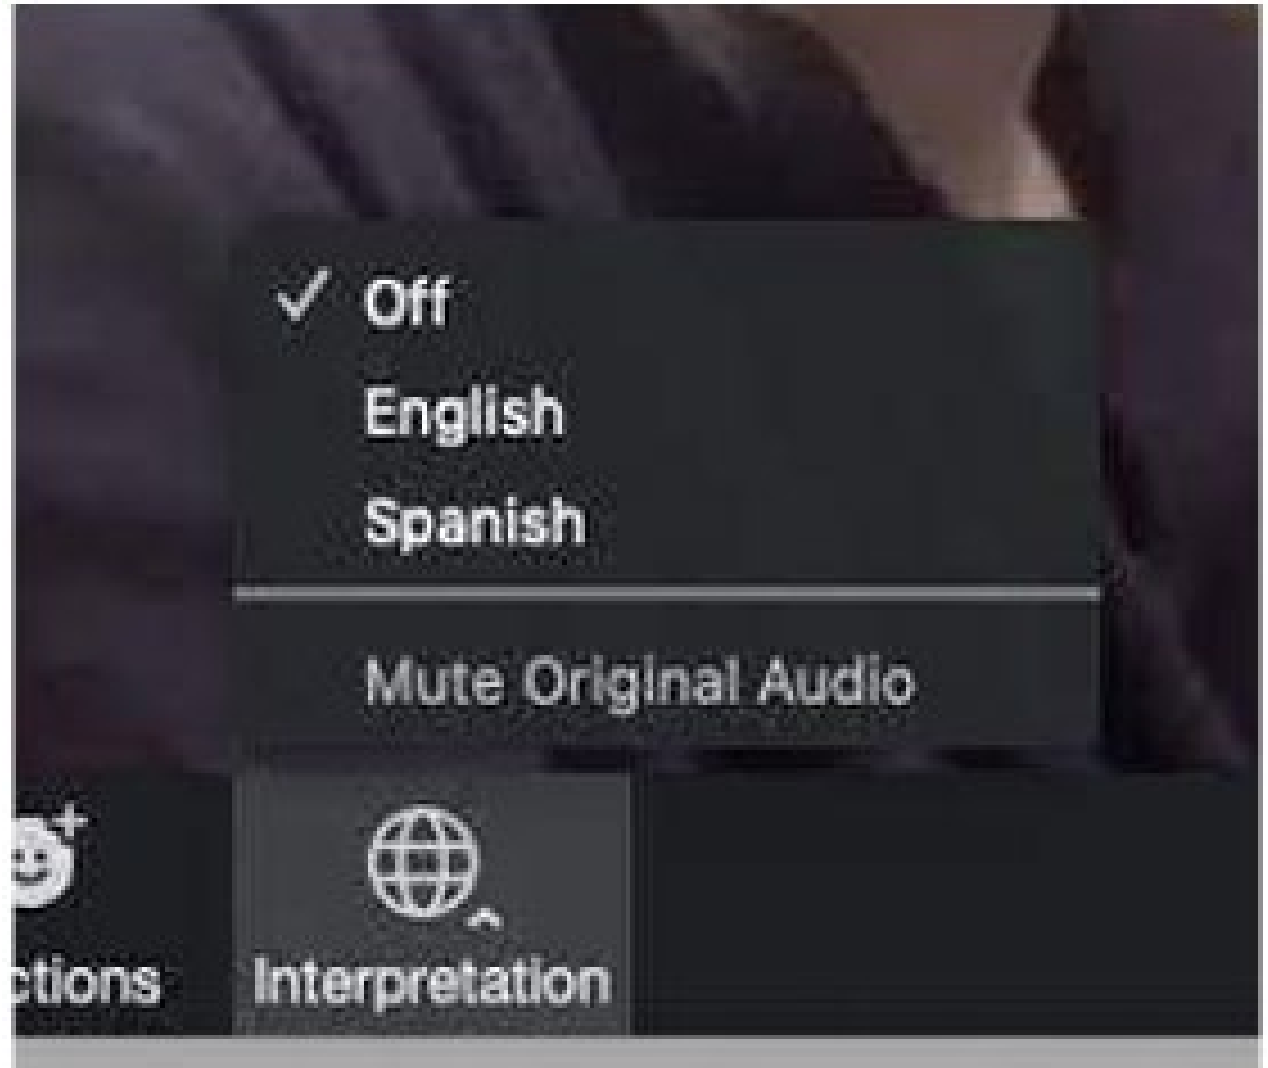 Off
English
Spanish
Mute Original Audio
ctions
Interpretation